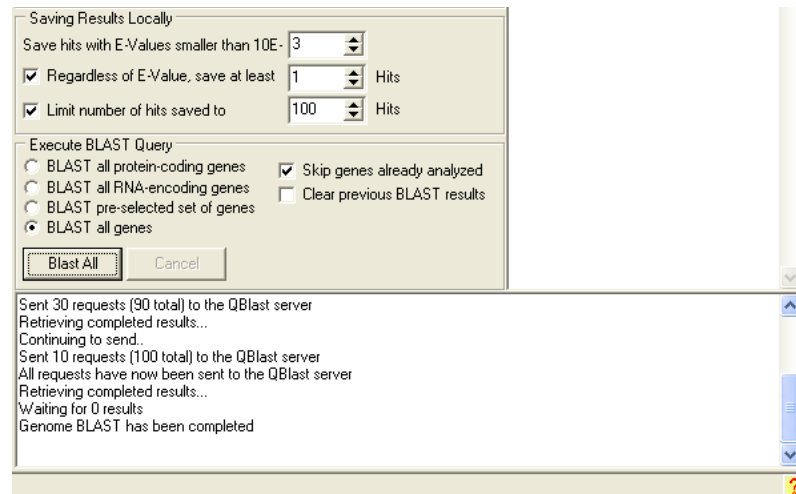 Saving Results Locally
Save hits with E-Values smaller than 10E- 3
Regardless of E-Value, save at least 1 Hits
Limit number of hits saved to 100 Hits
Execute BLAST Query
BLAST all protein-coding genes
BLAST all RNA-encoding genes
BLAST pre-selected set of genes
BLAST all genes
Skip genes already analyzed
Clear previous BLAST results
Blast All Cancel
Sent 30 requests (90 total) to the QBlast server
Retrieving completed results...
Continuing to send..
Sent 10 requests (100 total) to the QBlast server
All requests have now been sent to the QBlast server
Retrieving completed results...
Waiting for 0 results
Genome BLAST has been completed
?